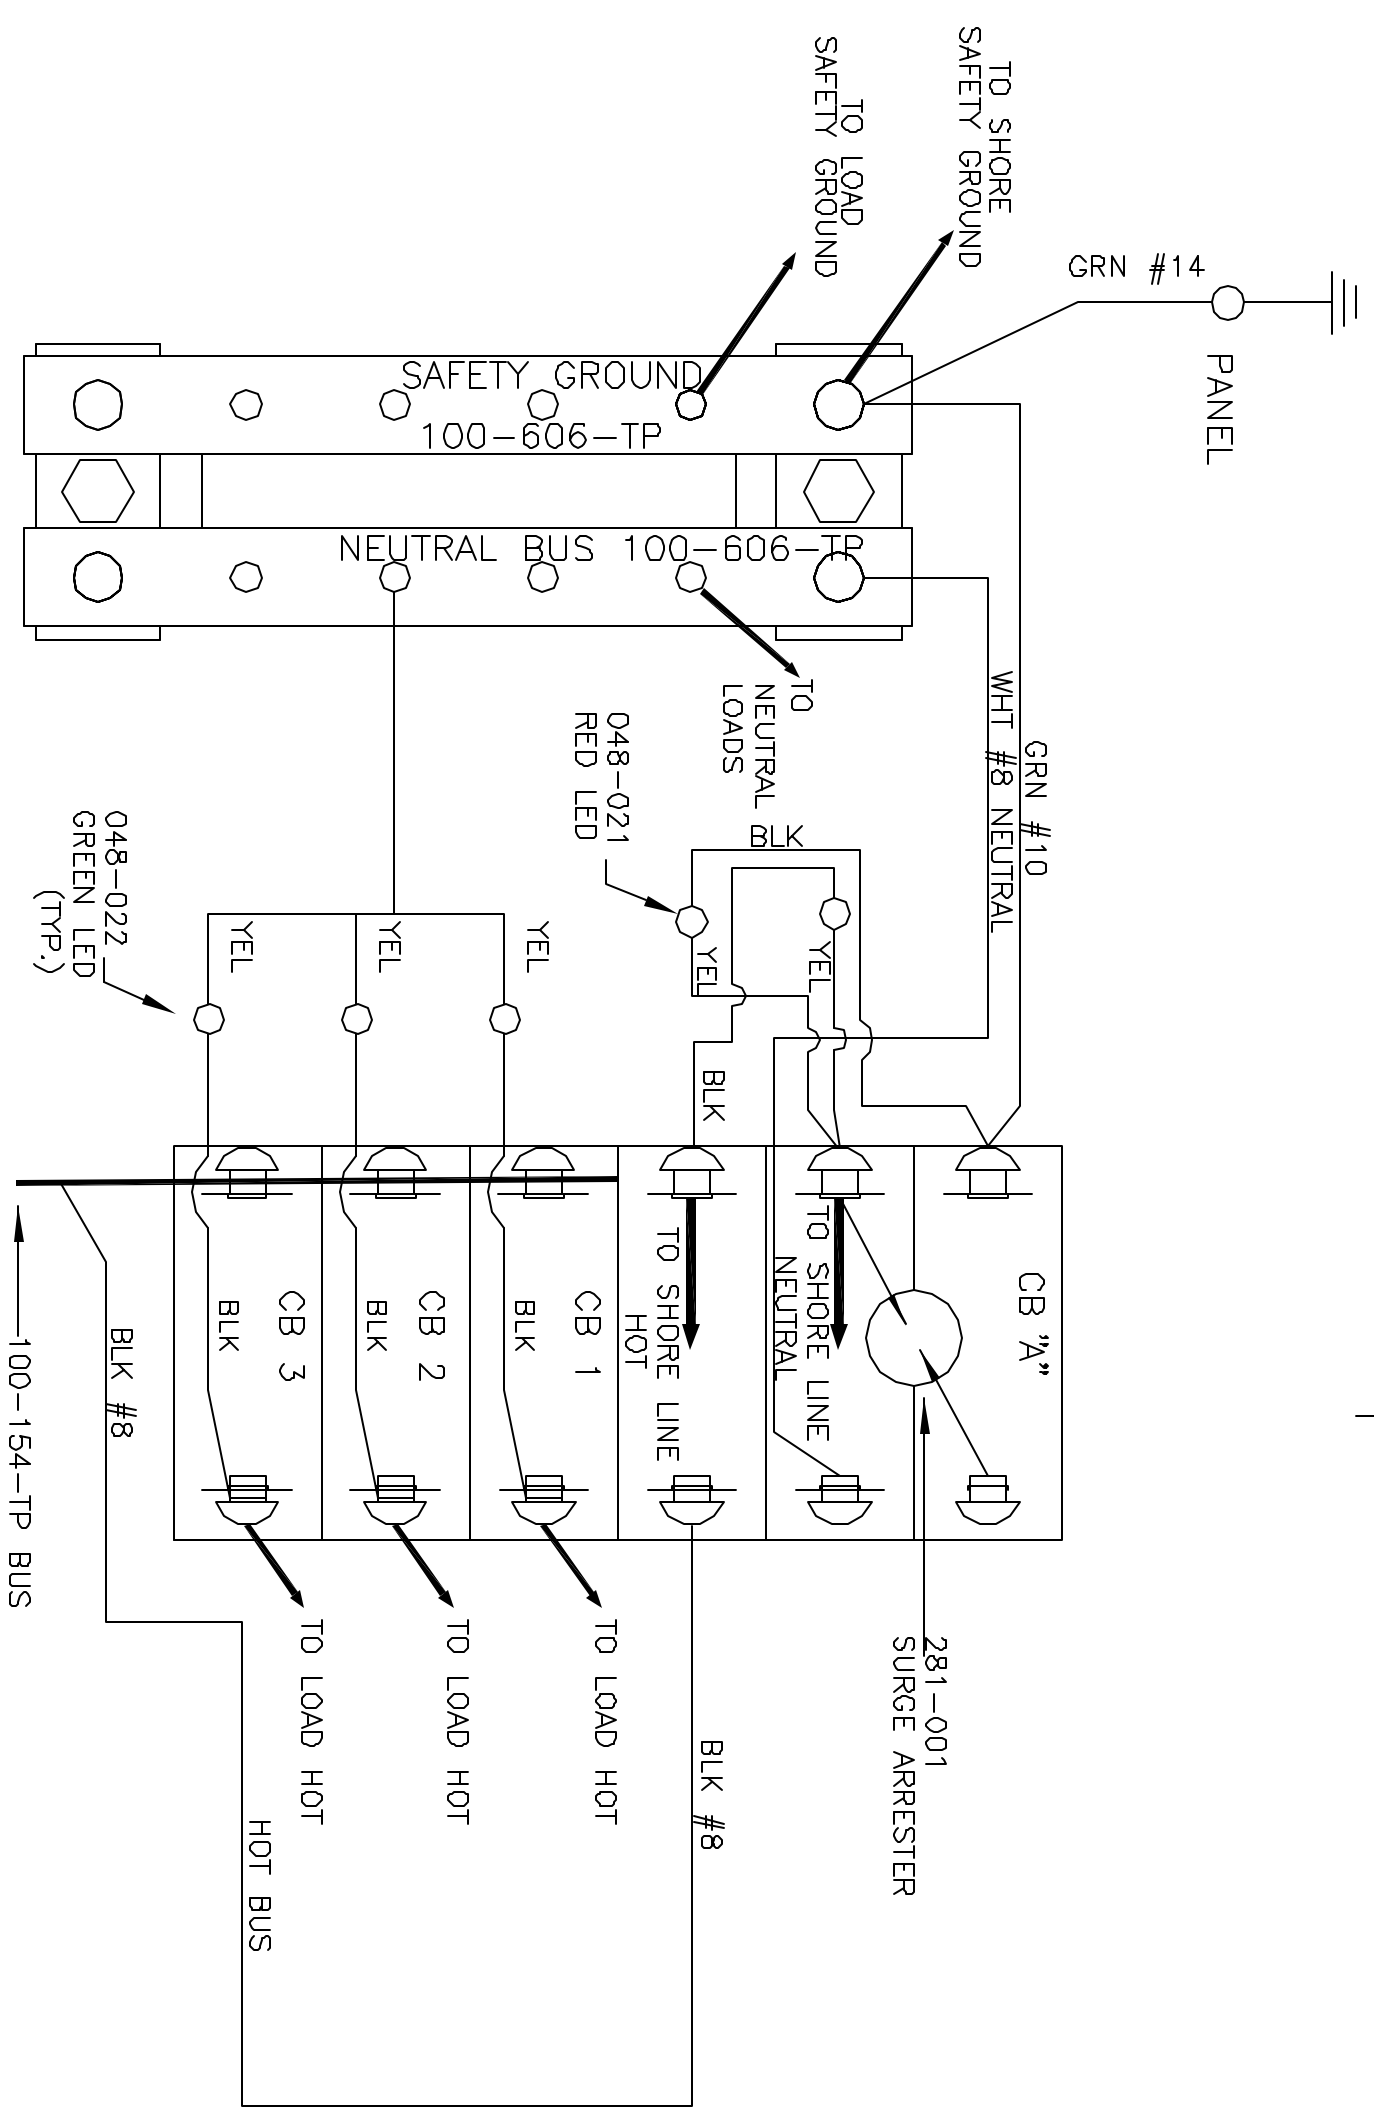 TO SHORE
SAFETY GROUND
TO LOAD
SAFETY GROUND
GRN #14
PANEL
SAFETY GROUND
100-606-TP
NEUTRAL BUS 100-606-TP
TO
NEUTRAL
LOADS
WHT #8 NEUTRAL
GRN #10
048-021
RED LED
BLK
YEL
YEL
BLK
048-022
GREEN LED
(TYP.)
YEL
YEL
YEL
CB "A"
TO SHORE LINE
NEUTRAL
TO SHORE LINE
HOT
CB 1
BLK
CB 2
BLK
CB 3
BLK
BLK #8
100-154-TP BUS
281-001
SURGE ARRESTER
TO LOAD HOT
TO LOAD HOT
TO LOAD HOT
BLK #8
HOT BUS